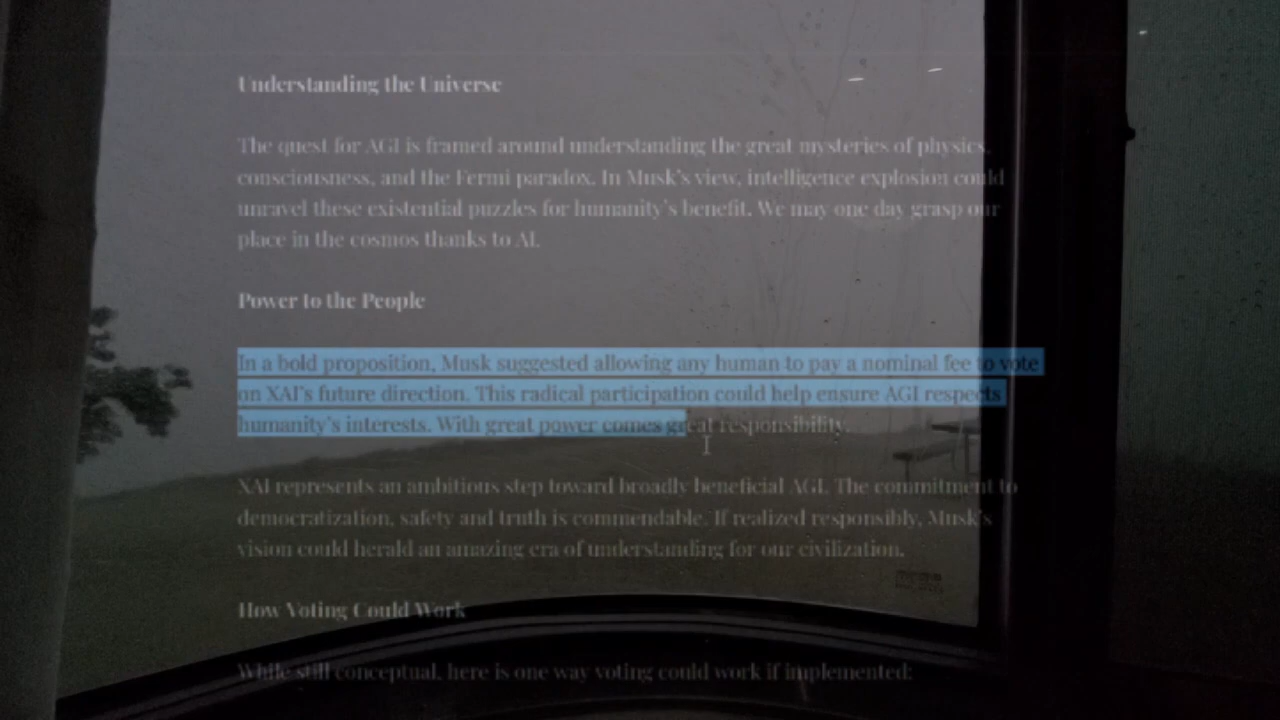 Understanding the Universe
The quest for AGI is framed around understanding the great mysteries of physics,
consciousness, and the Fermi paradox. In Musk's view, intelligence explosion could
unravel these existential puzzles for humanity's benefit. We may one day grasp our
place in the cosmos thanks to AI.
Power to the People
In a bold proposition, Musk suggested allowing any human to pay a nominal fee to vote
on XAI's future direction. This radical participation could help ensure AGI respects
humanity's interests. With great power comes great responsibility.
XAI represents an ambitious step toward broadly beneficial AGI. The commitment to
democratization, safety and truth is commendable. If realized responsibly, Musk's
vision could herald an amazing era of understanding for our civilization.
How Voting Could Work
While still conceptual, here is one way voting could work if implemented: